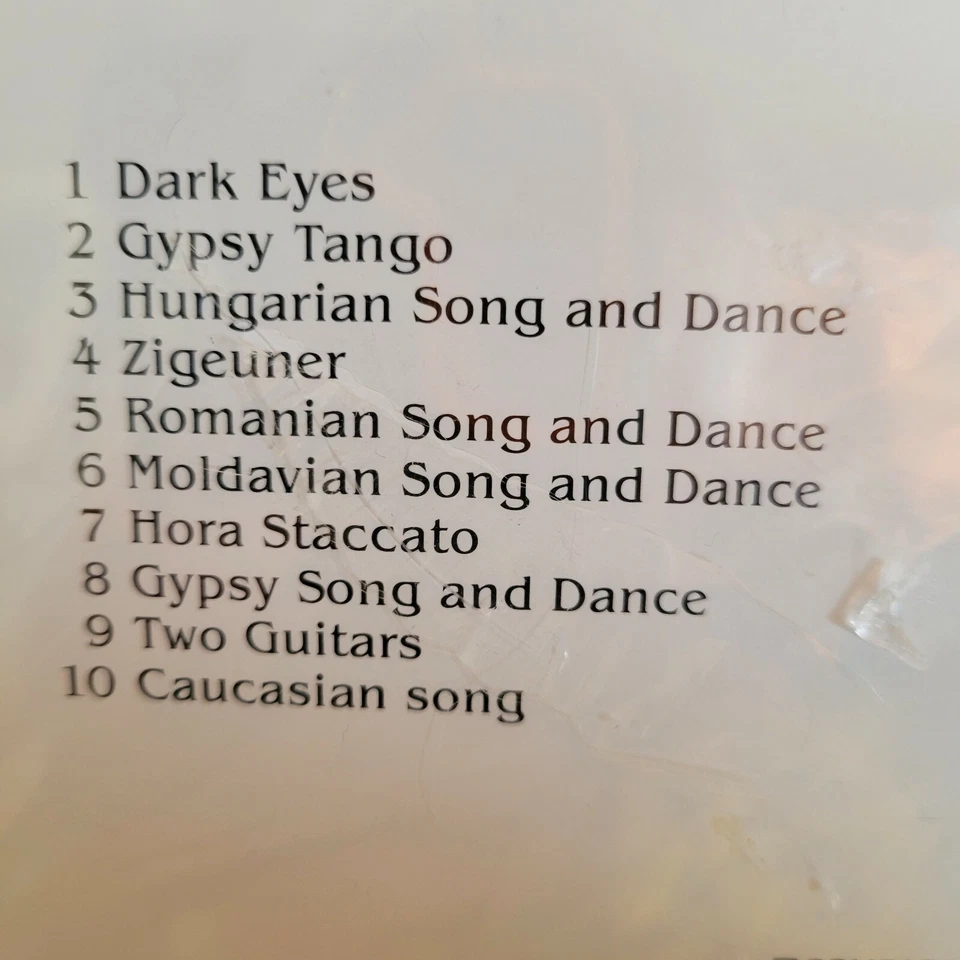 1 Dark Eyes
2 Gypsy Tango
3 Hungarian Song and Dance
4 Zigeuner
5 Romanian Song and Dance
6 Moldavian Song and Dance
7 Hora Staccato
8 Gypsy Song and Dance
9 Two Guitars
10 Caucasian song